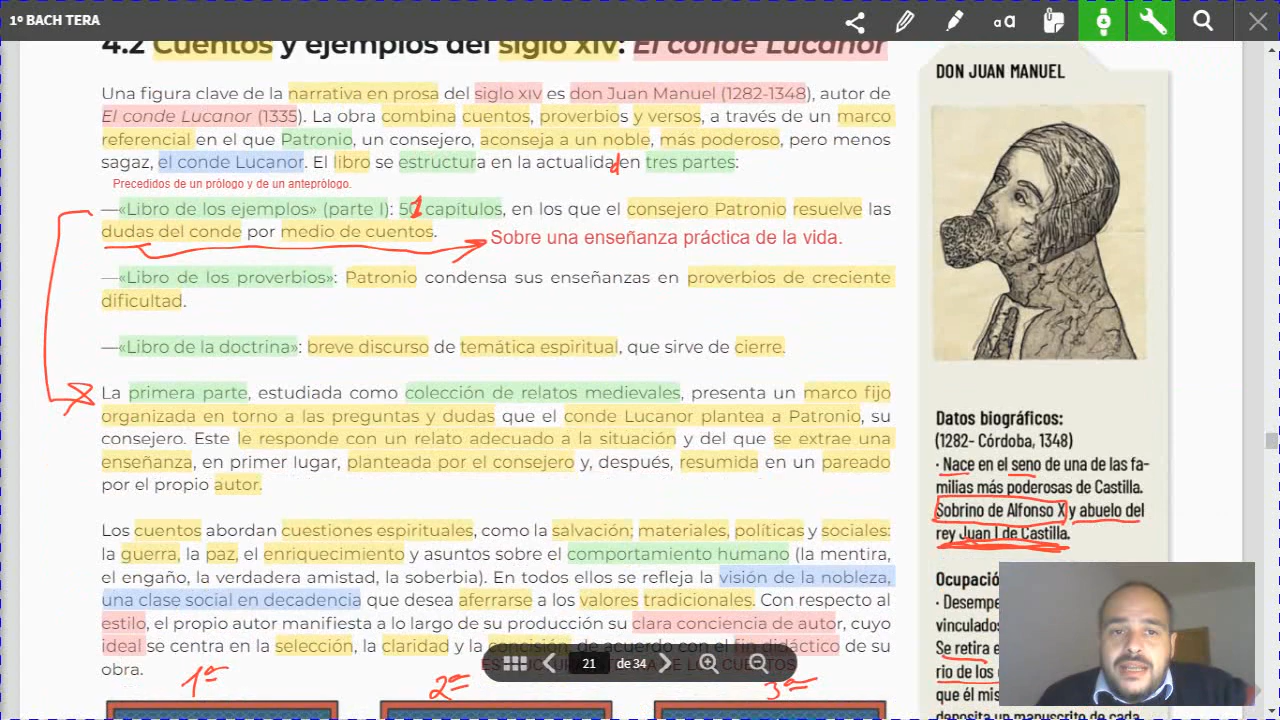 1º BACH TERA
4.2 Cuentos y ejemplos del siglo XIV: El conde Lucanor
Una figura clave de la narrativa en prosa del siglo XIV es don Juan Manuel (1282-1348), autor de
El conde Lucanor (1335). La obra combina cuentos, proverbios y versos, a través de un marco
referencial en el que Patronio, un consejero, aconseja a un noble, más poderoso, pero menos
sagaz, el conde Lucanor. El libro se estructura en la actualidad en tres partes:
Precedidos de un prólogo y de un anteprólogo.
—«Libro de los ejemplos» (parte I): 51 capítulos, en los que el consejero Patronio resuelve las
dudas del conde por medio de cuentos.
Sobre una enseñanza práctica de la vida.
—«Libro de los proverbios»: Patronio condensa sus enseñanzas en proverbios de creciente
dificultad.
—«Libro de la doctrina»: breve discurso de temática espiritual, que sirve de cierre.
La primera parte, estudiada como colección de relatos medievales, presenta un marco fijo
organizada en torno a las preguntas y dudas que el conde Lucanor plantea a Patronio, su
consejero. Este le responde con un relato adecuado a la situación y del que se extrae una
enseñanza, en primer lugar, planteada por el consejero y, después, resumida en un pareado
por el propio autor.
Los cuentos abordan cuestiones espirituales, como la salvación; materiales, políticas y sociales:
la guerra, la paz, el enriquecimiento y asuntos sobre el comportamiento humano (la mentira,
el engaño, la verdadera amistad, la soberbia). En todos ellos se refleja la visión de la nobleza,
una clase social en decadencia que desea aferrarse a los valores tradicionales. Con respecto al
estilo, el propio autor manifiesta a lo largo de su producción su clara conciencia de autor, cuyo
ideal se centra en la selección, la claridad y la concisión, de acuerdo con el fin didáctico de su
obra.
1ª 2ª 3ª
21 de 34
DON JUAN MANUEL
Datos biográficos:
(1282- Córdoba, 1348)
· Nace en el seno de una de las fa-
milias más poderosas de Castilla.
Sobrino de Alfonso X y abuelo del
rey Juan I de Castilla.
Ocupació
· Desempe
vinculados
Se retira e
rio de los
que él mis
deposita un manuscrito de cada